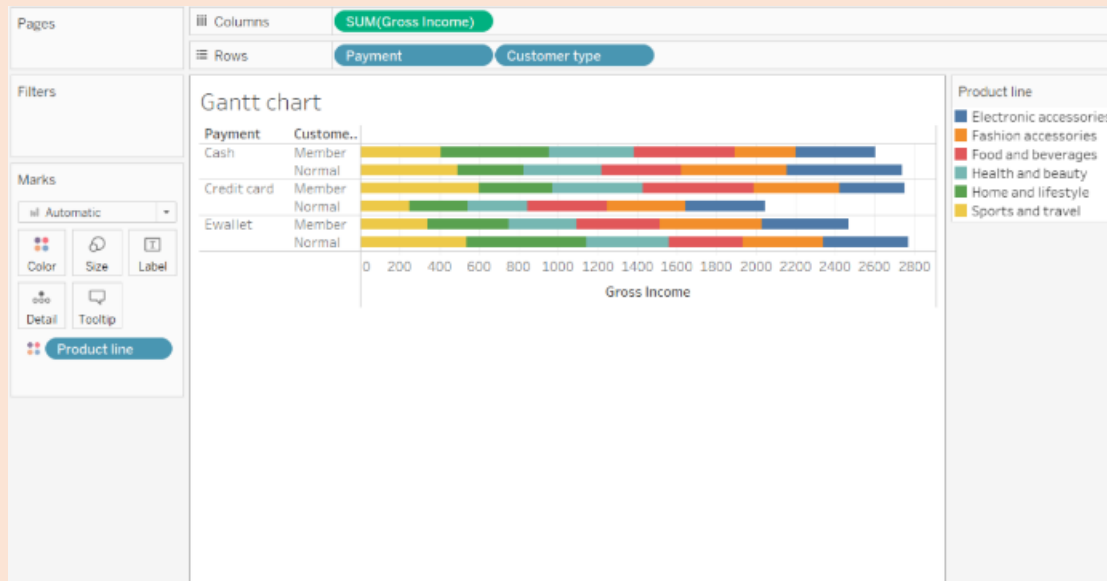 Pages
Columns
SUM(Gross Income)
Rows
Payment
Customer type
Filters
Marks
Automatic
Color
Size
Label
Detail
Tooltip
Product line
Gantt chart
Payment Custome..
Cash Member
Normal
Credit card Member
Normal
Ewallet Member
Normal
0 200 400 600 800 1000 1200 1400 1600 1800 2000 2200 2400 2600 2800
Gross Income
Product line
Electronic accessories
Fashion accessories
Food and beverages
Health and beauty
Home and lifestyle
Sports and travel